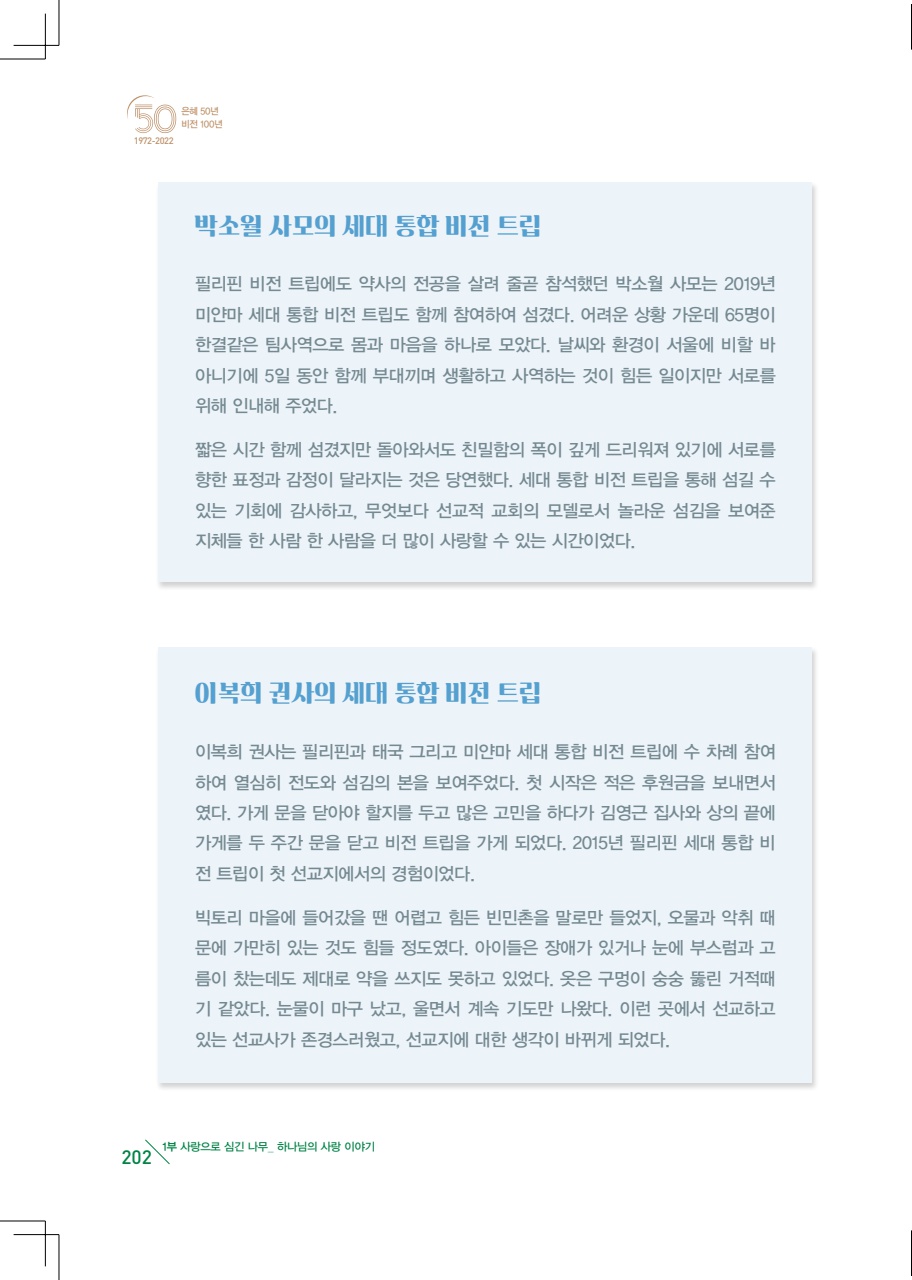 50
은혜 50년
비전 100년
1972-2022
박소월 사모의 세대 통합 비전 트립
필리핀 비전 트립에도 약사의 전공을 살려 줄곧 참석했던 박소월 사모는 2019년
미얀마 세대 통합 비전 트립도 함께 참여하여 섬겼다. 어려운 상황 가운데 65명이
한결같은 팀사역으로 몸과 마음을 하나로 모았다. 날씨와 환경이 서울에 비할 바
아니기에 5일 동안 함께 부대끼며 생활하고 사역하는 것이 힘든 일이지만 서로를
위해 인내해 주었다.
짧은 시간 함께 섬겼지만 돌아와서도 친밀함의 폭이 깊게 드리워져 있기에 서로를
향한 표정과 감정이 달라지는 것은 당연했다. 세대 통합 비전 트립을 통해 섬길 수
있는 기회에 감사하고, 무엇보다 선교적 교회의 모델로서 놀라운 섬김을 보여준
지체들 한 사람 한 사람을 더 많이 사랑할 수 있는 시간이었다.
이복희 권사의 세대 통합 비전 트립
이복희 권사는 필리핀과 태국 그리고 미얀마 세대 통합 비전 트립에 수 차례 참여
하여 열심히 전도와 섬김의 본을 보여주었다. 첫 시작은 적은 후원금을 보내면서
였다. 가게 문을 닫아야 할지를 두고 많은 고민을 하다가 김영근 집사와 상의 끝에
가게를 두 주간 문을 닫고 비전 트립을 가게 되었다. 2015년 필리핀 세대 통합 비
전 트립이 첫 선교지에서의 경험이었다.
빅토리 마을에 들어갔을 땐 어렵고 힘든 빈민촌을 말로만 들었지, 오물과 악취 때
문에 가만히 있는 것도 힘들 정도였다. 아이들은 장애가 있거나 눈에 부스럼과 고
름이 찼는데도 제대로 약을 쓰지도 못하고 있었다. 옷은 구멍이 숭숭 뚫린 거적때
기 같았다. 눈물이 마구 났고, 울면서 계속 기도만 나왔다. 이런 곳에서 선교하고
있는 선교사가 존경스러웠고, 선교지에 대한 생각이 바뀌게 되었다.
202 1부 사랑으로 심긴 나무_ 하나님의 사랑 이야기